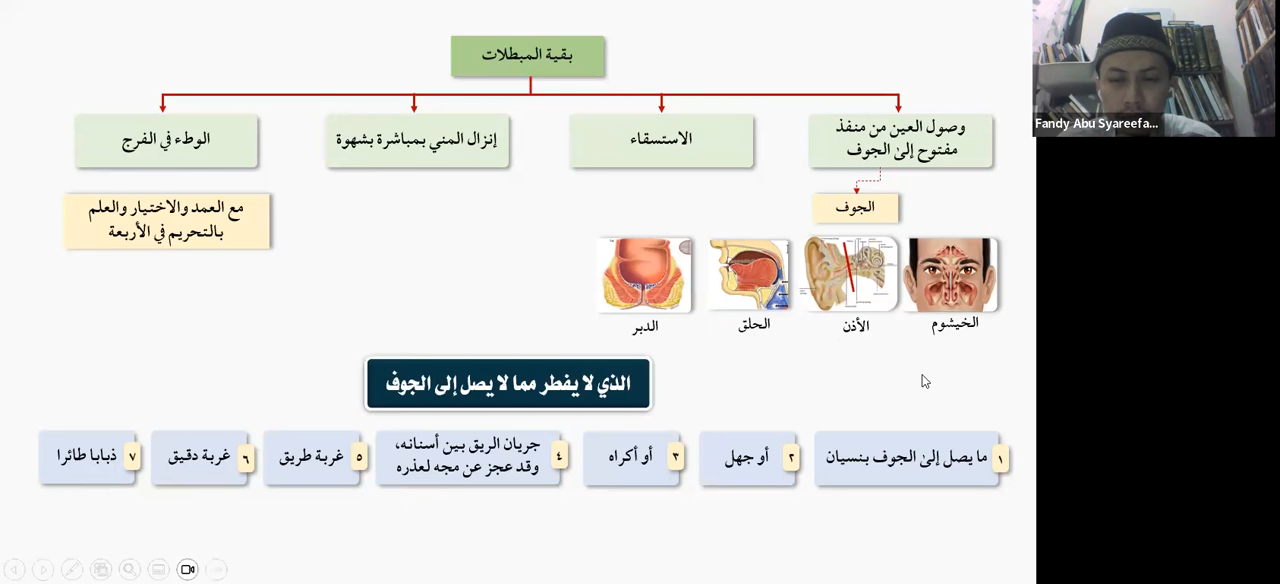 بقية المبطلات
وصول العين من منفذ
مفتوح إلىٰ الجوف
الاستسقاء
إنزال المني بمباشرة بشهوة
الوطء في الفرج
الجوف
مع العمد والاختيار والعلم
بالتحريم في الأربعة
الخيشوم
الأذن
الحلق
الدبر
الذي لا يفطر مما لا يصل إلى الجوف
١ ما يصل إلىٰ الجوف بنسيان
٢ أو جهل
٣ أو أكراه
٤ جريان الريق بين أسنانه،
وقد عجز عن مجه لعذره
٥ غربة طريق
٦ غربة دقيق
٧ ذبابا طائرا
Fandy Abu Syareefa...